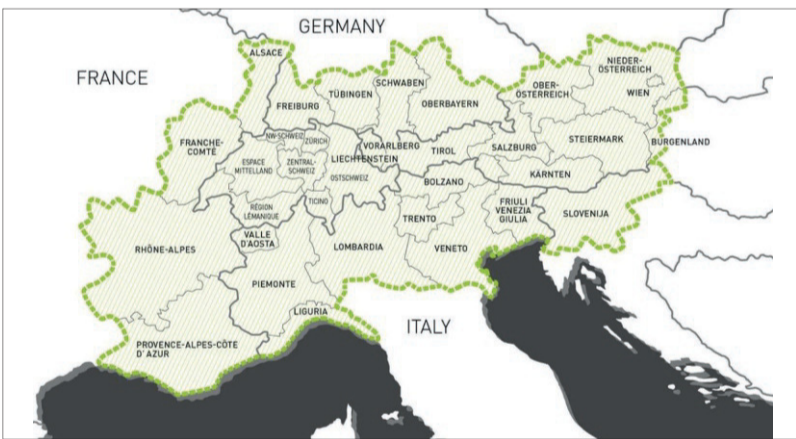 GERMANY
FRANCE
ALSACE
NIEDER-
ÖSTERREICH
SCHWABEN
TÜBINGEN
OBER-
ÖSTERREICH
WIEN
FREIBURG
OBERBAYERN
NW-SCHWEIZ
ZÜRICH
FRANCHE-
COMTÉ
VORARLBERG
TIROL
SALZBURG
STEIERMARK
BURGENLAND
ESPACE
MITTELLAND
ZENTRAL-
SCHWEIZ
LIECHTENSTEIN
OSTSCHWEIZ
KÄRNTEN
BOLZANO
TICINO
RÉGION
LÉMANIQUE
TRENTO
FRIULI
VENEZIA
GIULIA
SLOVENIJA
VALLE
D'AOSTA
RHÔNE-ALPES
LOMBARDIA
VENETO
PIEMONTE
LIGURIA
ITALY
PROVENCE-ALPES-CÔTE
D' AZUR